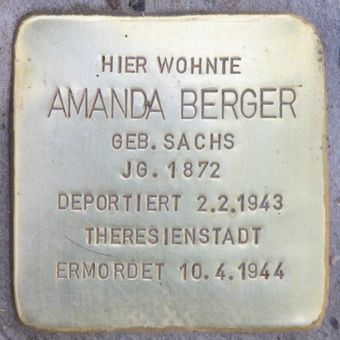 HIER WOHNTE
AMANDA BERGER
GEB. SACHS
JG. 1872
DEPORTIERT 2.2.1943
THERESIENSTADT
ERMORDET 10.4.1944